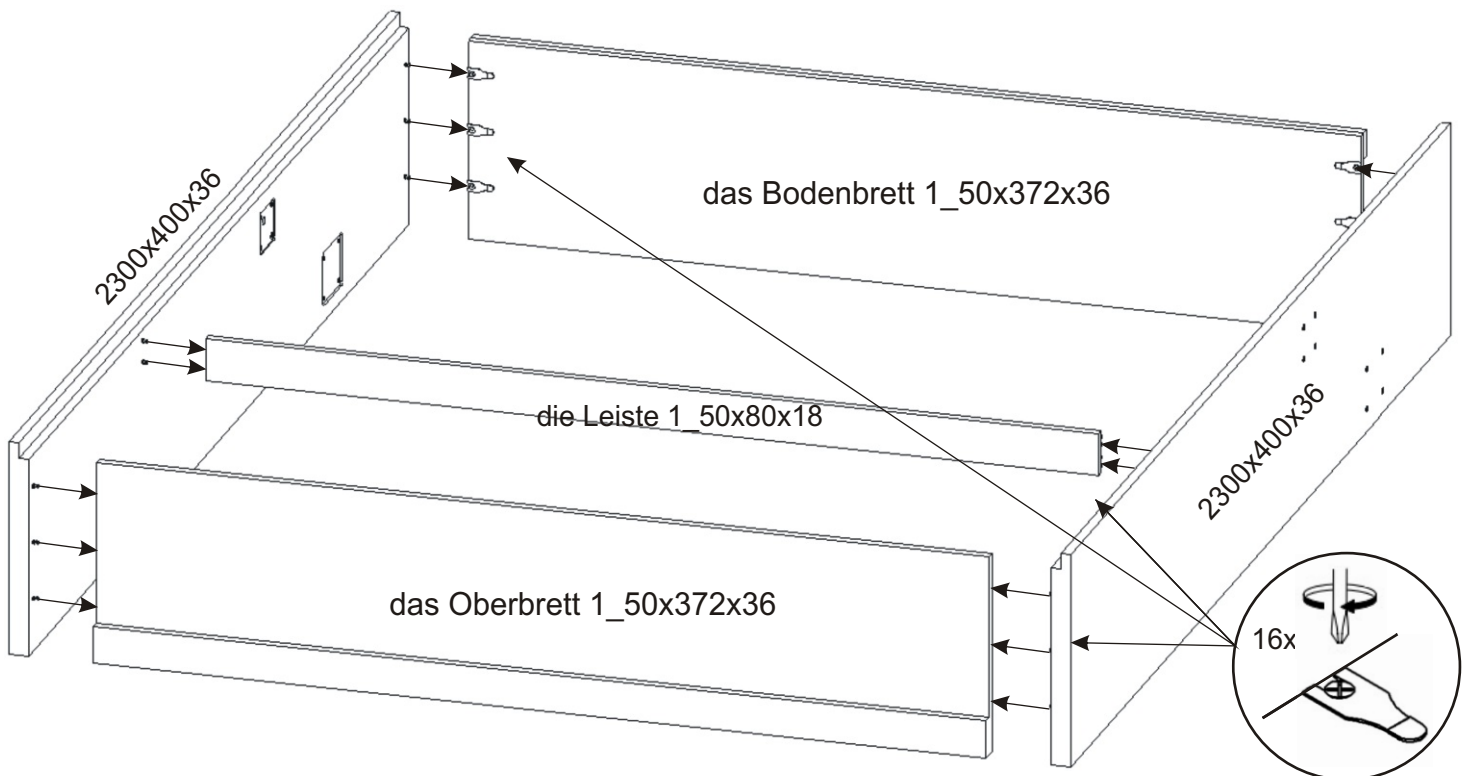 das Bodenbrett 1_50x372x36
2300x400x36
die Leiste 1_50x80x18
2300x400x36
das Oberbrett 1_50x372x36
16x